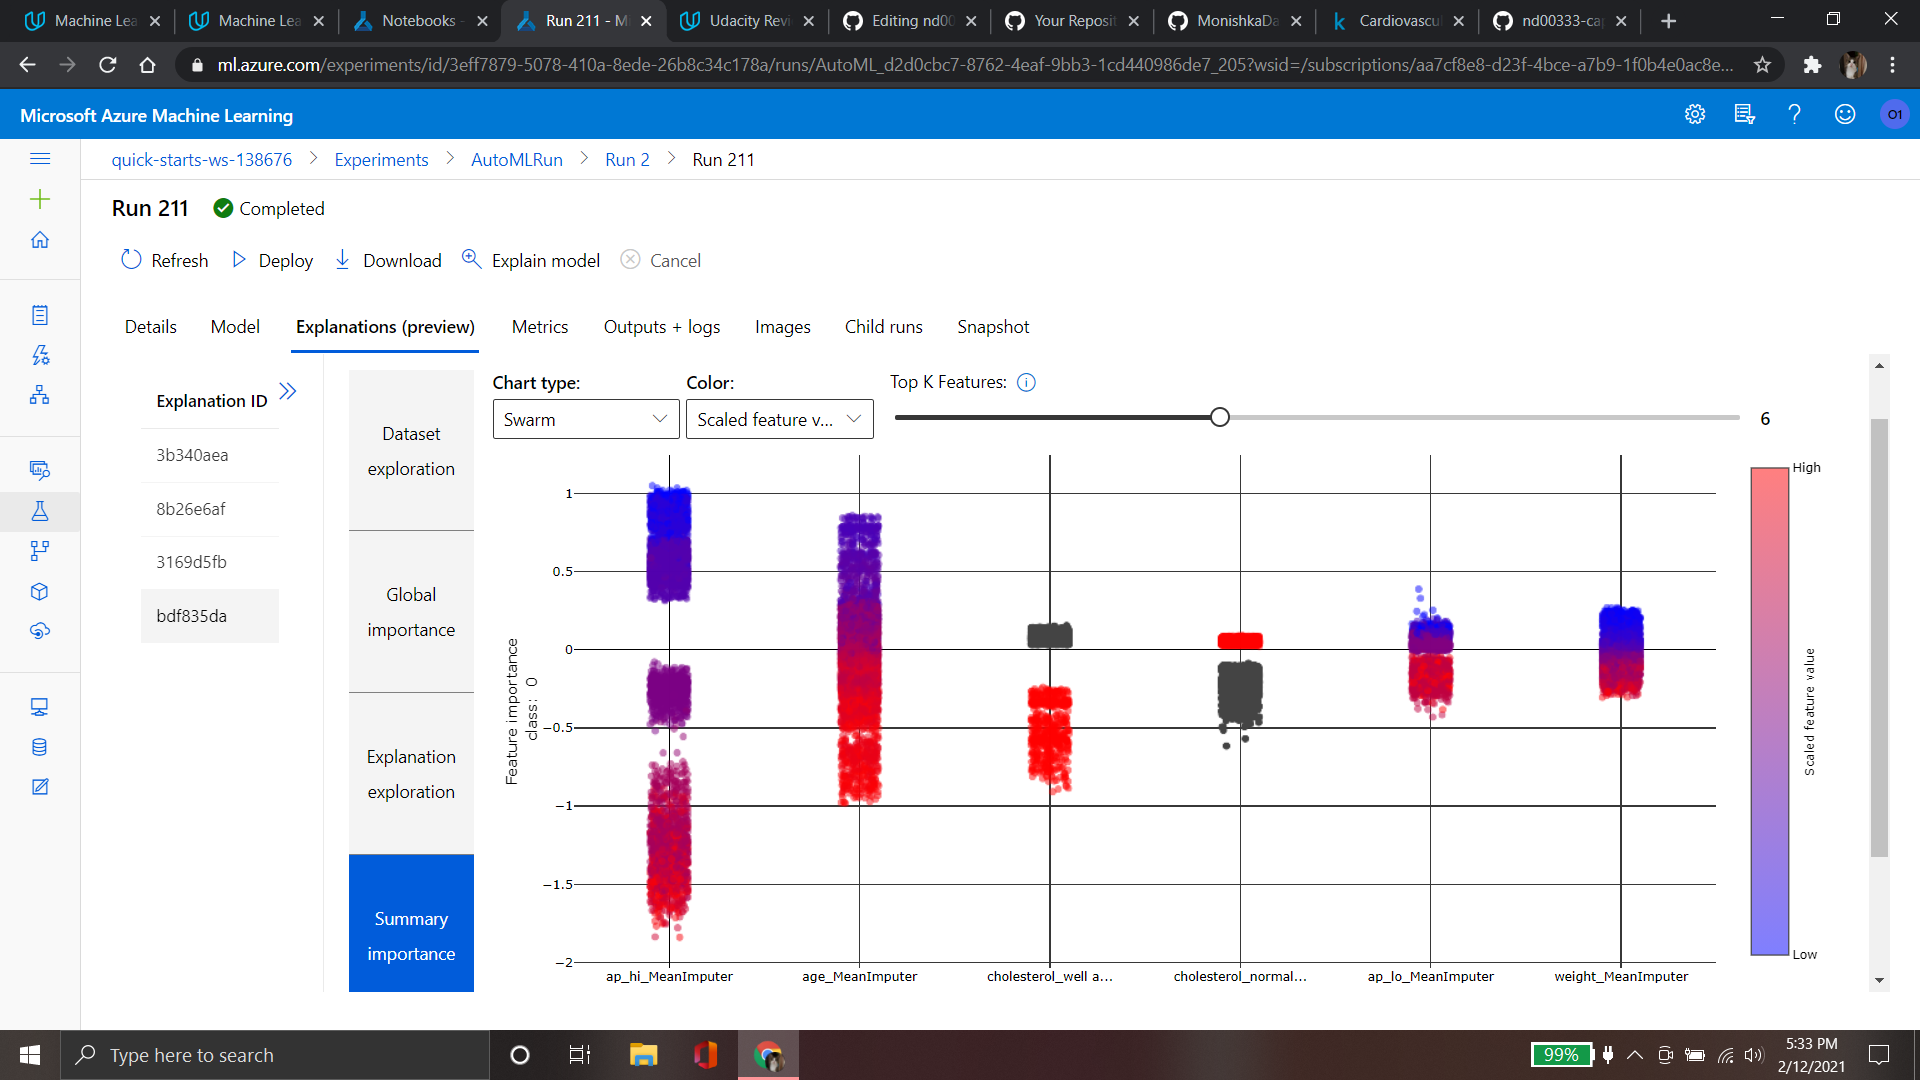 Machine Lea
Machine Lea
Notebooks -
Run 211 - M
Udacity Revi
Editing nd00
Your Reposit
MonishkaDa
Cardiovascul
nd00333-cap
ml.azure.com/experiments/id/3eff7879-5078-410a-8ede-26b8c34c178a/runs/AutoML_d2d0cbc7-8762-4eaf-9bb3-1cd440986de7_205?wsid=/subscriptions/aa7cf8e8-d23f-4bce-a7b9-1f0b4e0ac8e...
Microsoft Azure Machine Learning
O1
quick-starts-ws-138676 > Experiments > AutoMLRun > Run 2 > Run 211
Run 211 Completed
Refresh Deploy Download Explain model Cancel
Details Model Explanations (preview) Metrics Outputs + logs Images Child runs Snapshot
Explanation ID
3b340aea
8b26e6af
3169d5fb
bdf835da
Dataset
exploration
Global
importance
Explanation
exploration
Summary
importance
Chart type: Color: Top K Features:
Swarm Scaled feature v... 6
1
0.5
0
−0.5
−1
−1.5
−2
Feature importance
class: 0
ap_hi_MeanImputer age_MeanImputer cholesterol_well a... cholesterol_normal... ap_lo_MeanImputer weight_MeanImputer
High
Scaled feature value
Low
Type here to search
99%
5:33 PM
2/12/2021